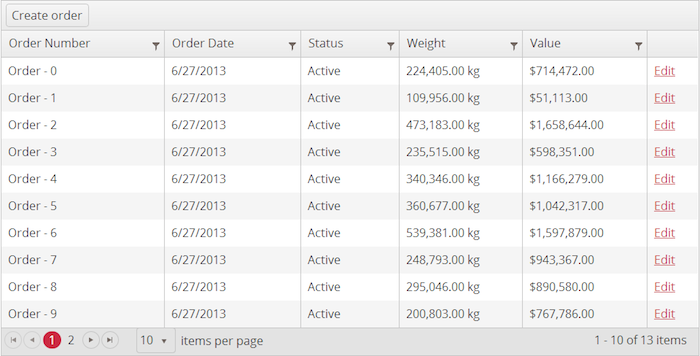 Create order
Order Number Order Date Status Weight Value
Order - 0 6/27/2013 Active 224,405.00 kg $714,472.00 Edit
Order - 1 6/27/2013 Active 109,956.00 kg $51,113.00 Edit
Order - 2 6/27/2013 Active 473,183.00 kg $1,658,644.00 Edit
Order - 3 6/27/2013 Active 235,515.00 kg $598,351.00 Edit
Order - 4 6/27/2013 Active 340,346.00 kg $1,166,279.00 Edit
Order - 5 6/27/2013 Active 360,677.00 kg $1,042,317.00 Edit
Order - 6 6/27/2013 Active 539,381.00 kg $1,597,879.00 Edit
Order - 7 6/27/2013 Active 248,793.00 kg $943,367.00 Edit
Order - 8 6/27/2013 Active 295,046.00 kg $890,580.00 Edit
Order - 9 6/27/2013 Active 200,803.00 kg $767,786.00 Edit
1 2 10 items per page 1 - 10 of 13 items